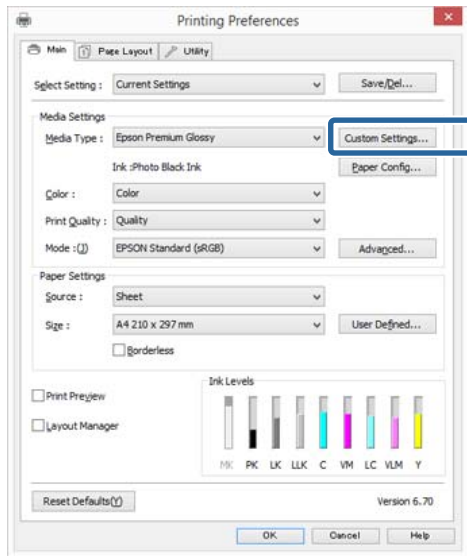 Printing Preferences
Main Page Layout Utility
Select Setting : Current Settings Save/Del...
Media Settings
Media Type : Epson Premium Glossy Custom Settings...
Ink :Photo Black Ink Paper Config...
Color : Color
Print Quality : Quality
Mode :(J) EPSON Standard (sRGB) Advanced...
Paper Settings
Source : Sheet
Size : A4 210 x 297 mm User Defined...
Borderless
Ink Levels
Print Preview
Layout Manager
MK PK LK LLK C VM LC VLM Y
Reset Defaults(Y) Version 6.70
OK Cancel Help